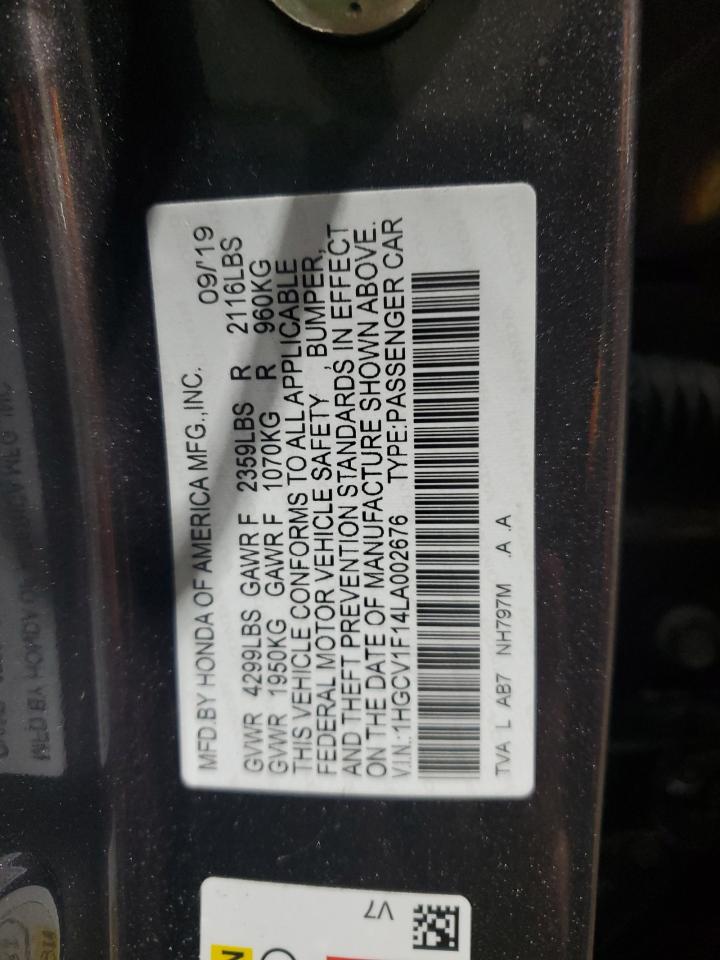 MFD.BY HONDA OF AMERICA MFG.,INC. 09/'19
GVWR 4299LBS GAWR F 2359LBS R 2116LBS
GVWR 1950KG GAWR F 1070KG R 960KG
THIS VEHICLE CONFORMS TO ALL APPLICABLE
FEDERAL MOTOR VEHICLE SAFETY , BUMPER,
AND THEFT PREVENTION STANDARDS IN EFFECT
ON THE DATE OF MANUFACTURE SHOWN ABOVE.
V.I.N.:1HGCV1F14LA002676 TYPE:PASSENGER CAR
TVA L AB7 NH797M .A .A
V7